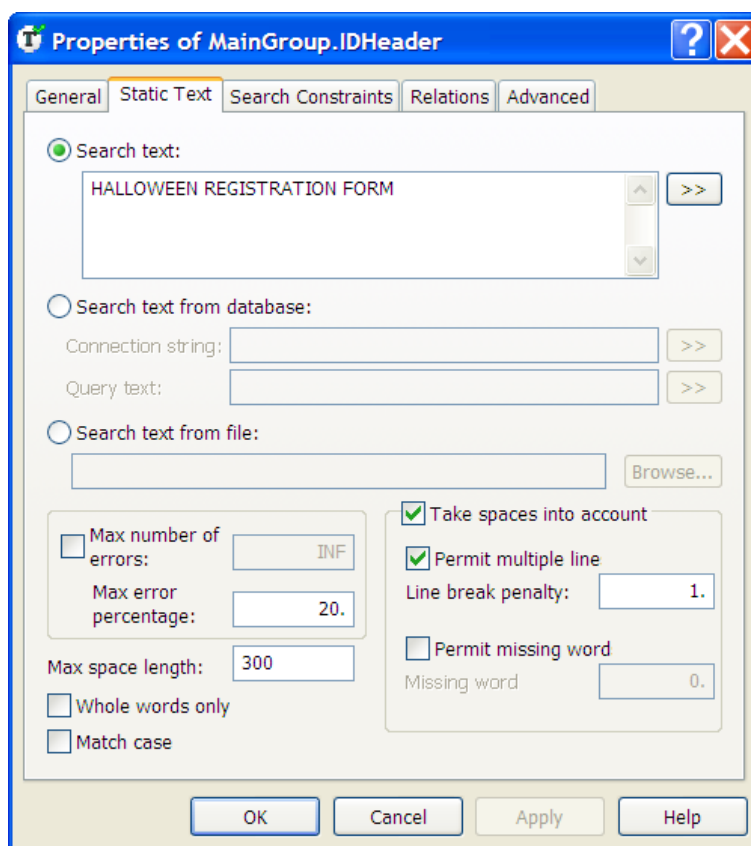 Properties of MainGroup.IDHeader
General Static Text Search Constraints Relations Advanced
Search text:
HALLOWEEN REGISTRATION FORM
>>
Search text from database:
Connection string: >>
Query text: >>
Search text from file:
Browse...
Max number of
errors: INF
Max error
percentage: 20.
Max space length: 300
Whole words only
Match case
Take spaces into account
Permit multiple line
Line break penalty: 1.
Permit missing word
Missing word 0.
OK Cancel Apply Help